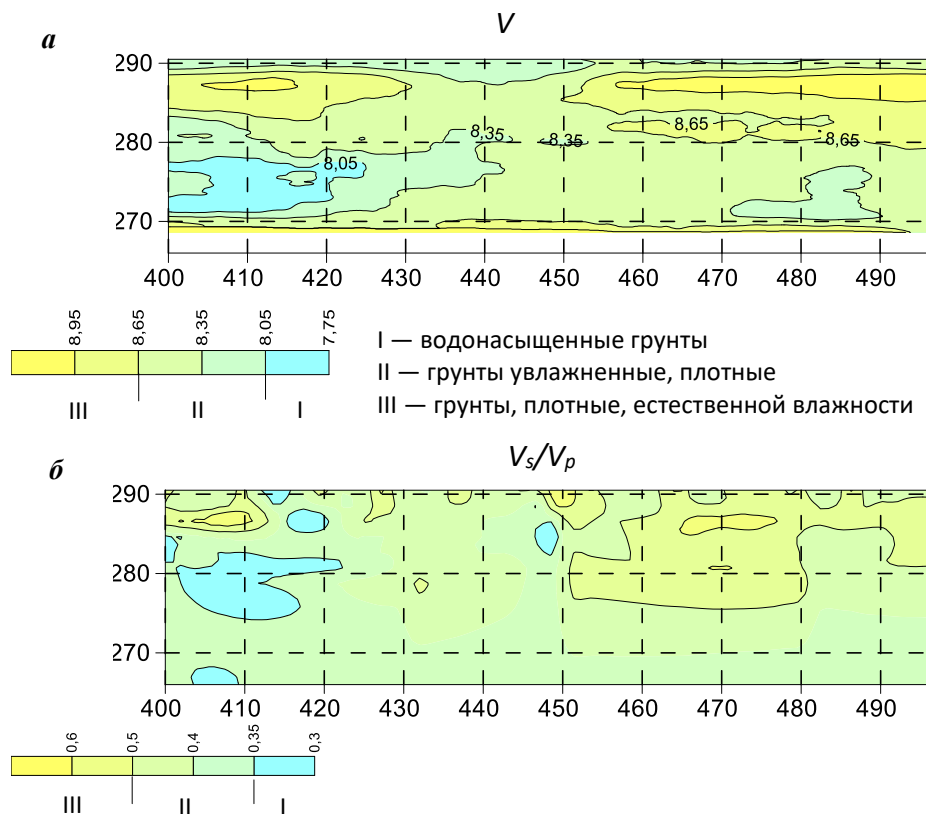 а
V
290
280
270
8,05
8,35
8,35
8,65
8,65
400 410 420 430 440 450 460 470 480 490
8,95 8,65 8,35 8,05 7,75
III II I
I — водонасыщенные грунты
II — грунты увлажненные, плотные
III — грунты, плотные, естественной влажности
б
Vs/Vp
290
280
270
400 410 420 430 440 450 460 470 480 490
0,6 0,5 0,4 0,35 0,3
III II I